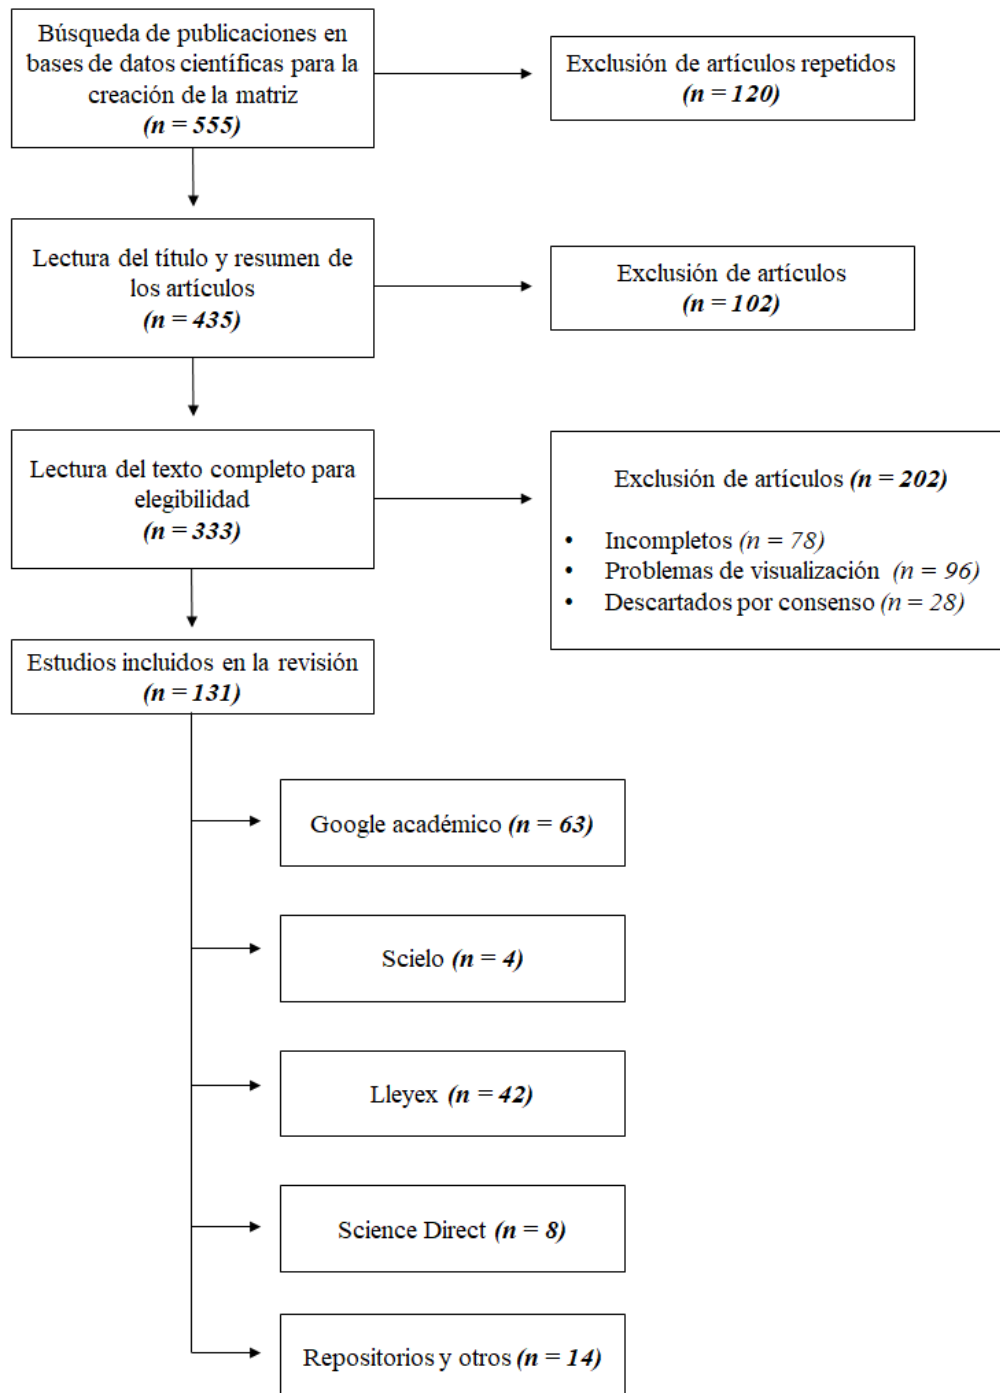 Búsqueda de publicaciones en
bases de datos científicas para la
creación de la matriz
(n = 555)
Exclusión de artículos repetidos
(n = 120)
Lectura del título y resumen de
los artículos
(n = 435)
Exclusión de artículos
(n = 102)
Lectura del texto completo para
elegibilidad
(n = 333)
Exclusión de artículos (n = 202)
• Incompletos (n = 78)
• Problemas de visualización (n = 96)
• Descartados por consenso (n = 28)
Estudios incluidos en la revisión
(n = 131)
Google académico (n = 63)
Scielo (n = 4)
Lleyex (n = 42)
Science Direct (n = 8)
Repositorios y otros (n = 14)